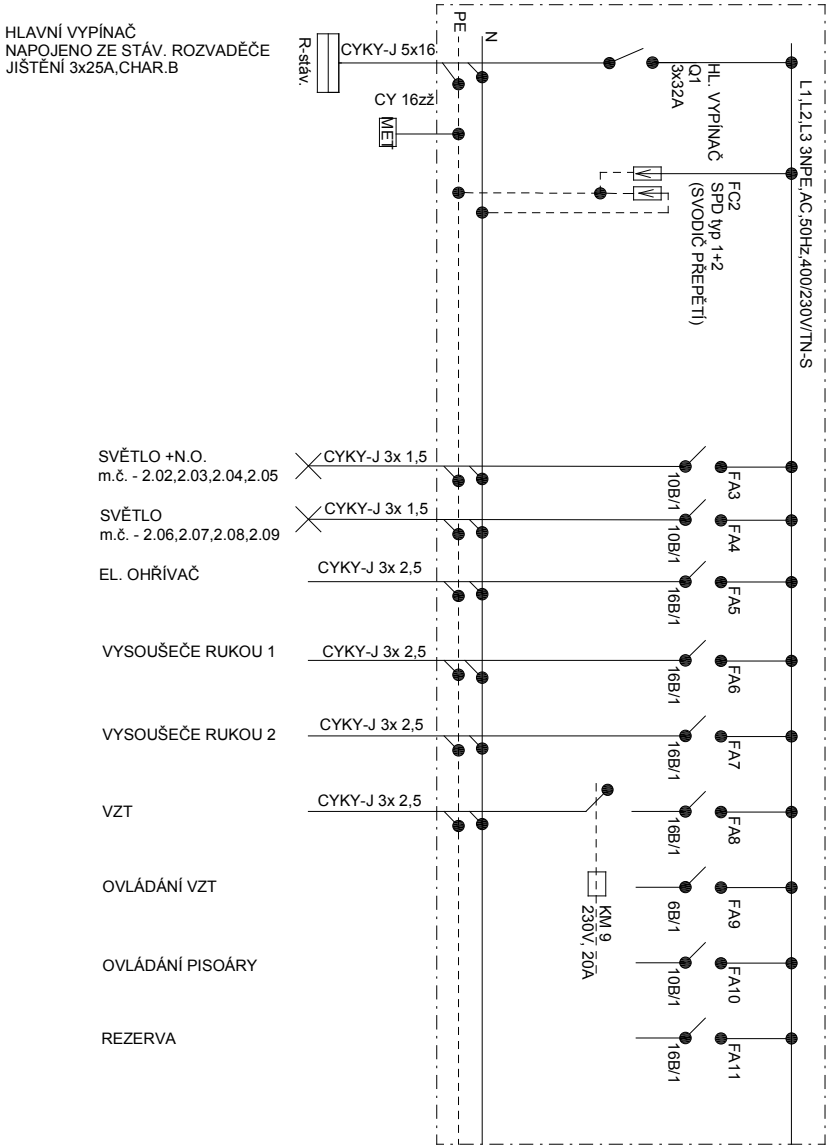 HLAVNÍ VYPÍNAČ
NAPOJENO ZE STÁV. ROZVADĚČE
JIŠTĚNÍ 3x25A,CHAR.B
R-stáv.
CYKY-J 5x16
PE
N
HL. VYPÍNAČ
Q1
3x32A
L1,L2,L3 3NPE,AC,50Hz,400/230V/TN-S
CY 16zž
MET
FC2
SPD typ 1+2
(SVODIČ PŘEPĚTÍ)
SVĚTLO +N.O.
m.č. - 2.02,2.03,2.04,2.05
CYKY-J 3x 1,5
10B/1
FA3
SVĚTLO
m.č. - 2.06,2.07,2.08,2.09
CYKY-J 3x 1,5
10B/1
FA4
EL. OHŘÍVAČ
CYKY-J 3x 2,5
16B/1
FA5
VYSOUŠEČE RUKOU 1
CYKY-J 3x 2,5
16B/1
FA6
VYSOUŠEČE RUKOU 2
CYKY-J 3x 2,5
16B/1
FA7
VZT
CYKY-J 3x 2,5
16B/1
FA8
OVLÁDÁNÍ VZT
KM 9
230V, 20A
6B/1
FA9
OVLÁDÁNÍ PISOÁRY
10B/1
FA10
REZERVA
16B/1
FA11